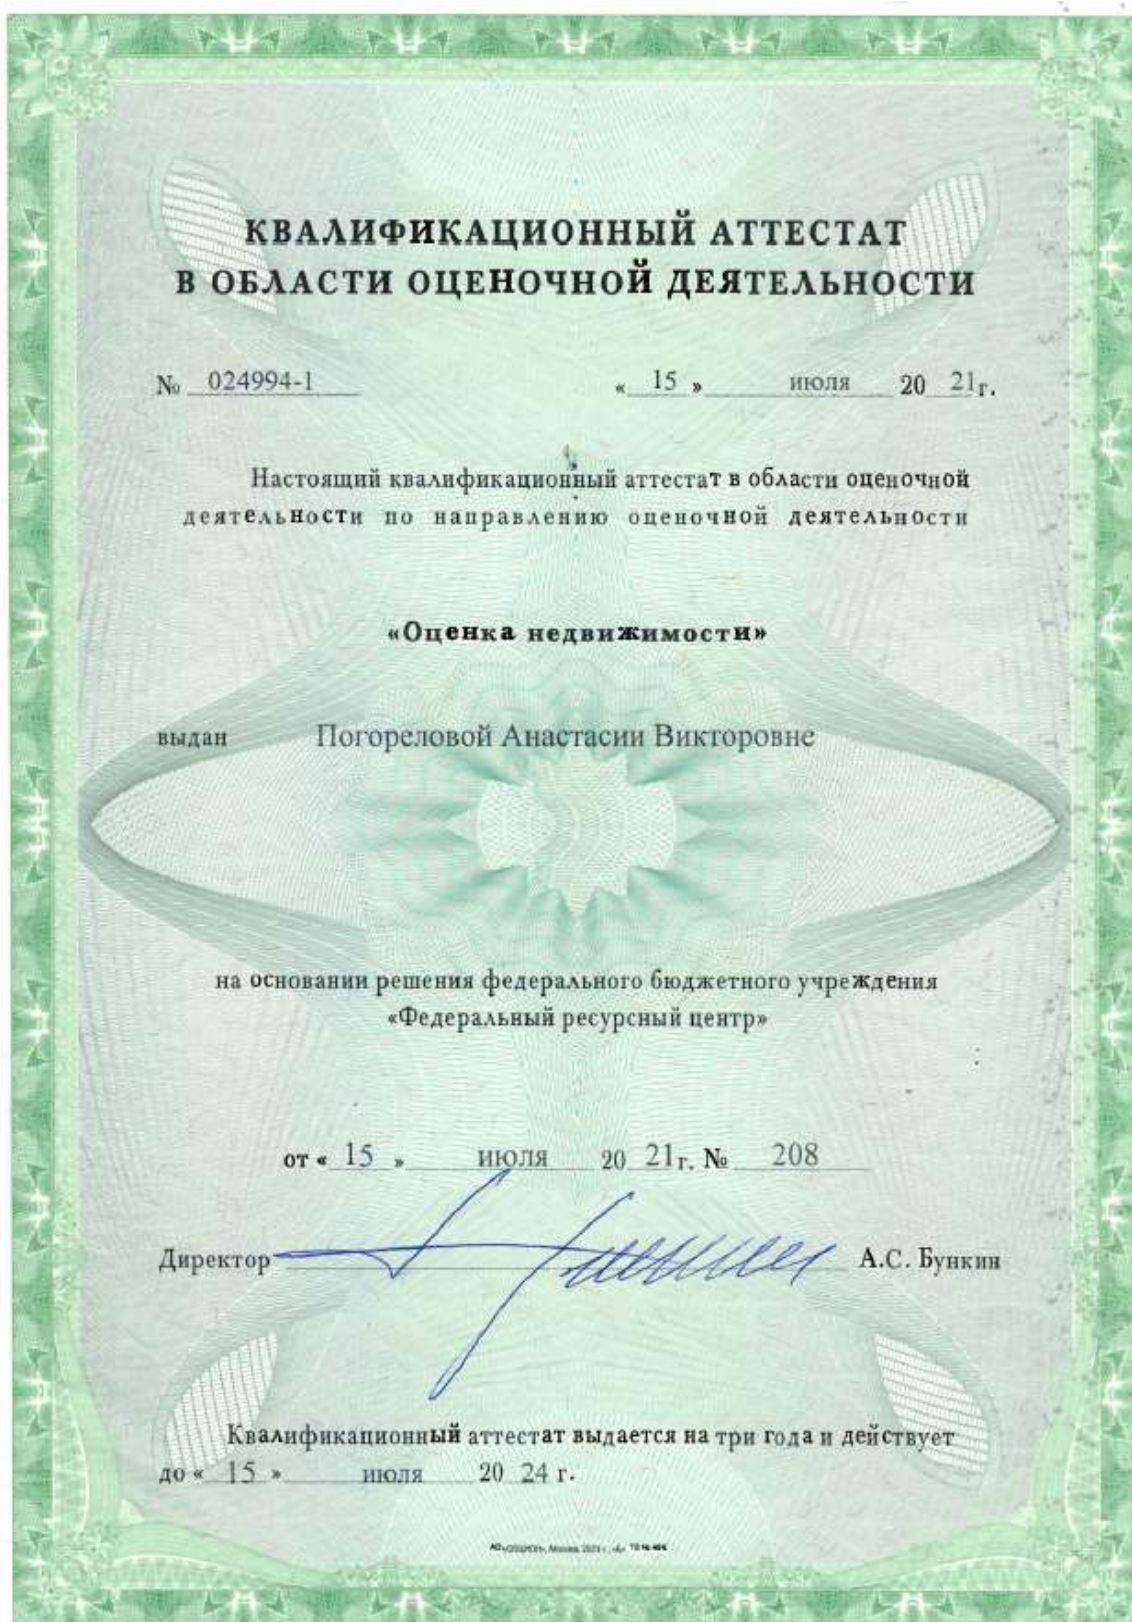 КВАЛИФИКАЦИОННЫЙ АТТЕСТАТ
В ОБЛАСТИ ОЦЕНОЧНОЙ ДЕЯТЕЛЬНОСТИ
№ 024994-1 « 15 » июля 20 21 г.
Настоящий квалификационный аттестат в области оценочной
деятельности по направлению оценочной деятельности
«Оценка недвижимости»
выдан Погореловой Анастасии Викторовне
на основании решения федерального бюджетного учреждения
«Федеральный ресурсный центр»
от « 15 » июля 20 21 г. № 208
Директор А.С. Бункин
Квалификационный аттестат выдается на три года и действует
до « 15 » июля 20 24 г.